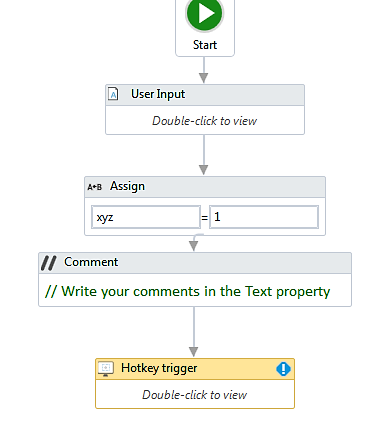 Start
User Input
Double-click to view
A+B Assign
xyz = 1
// Comment
// Write your comments in the Text property
Hotkey trigger
Double-click to view